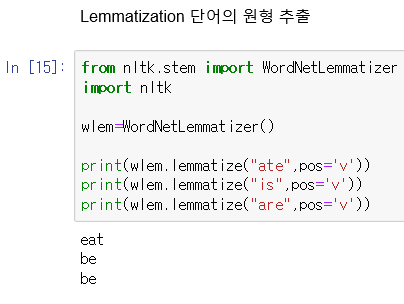 Lemmatization 단어의 원형 추출
In [15]:
from nltk.stem import WordNetLemmatizer
import nltk
wlem=WordNetLemmatizer()
print(wlem.lemmatize("ate",pos='v'))
print(wlem.lemmatize("is",pos='v'))
print(wlem.lemmatize("are",pos='v'))
eat
be
be